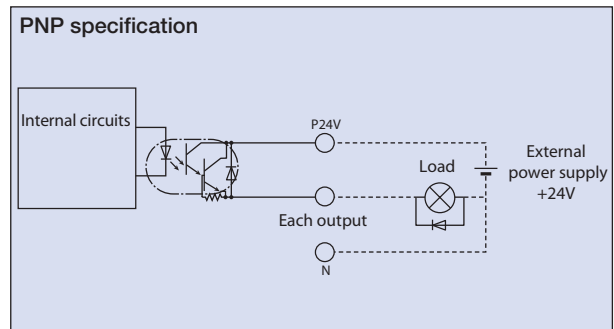 PNP specification
Internal circuits
P24V
Load
External
power supply
+24V
Each output
N